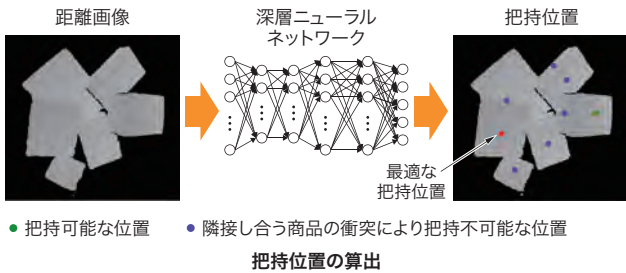 距離画像
深層ニューラル
ネットワーク
把持位置
最適な
把持位置
● 把持可能な位置
● 隣接し合う商品の衝突により把持不可能な位置
把持位置の算出